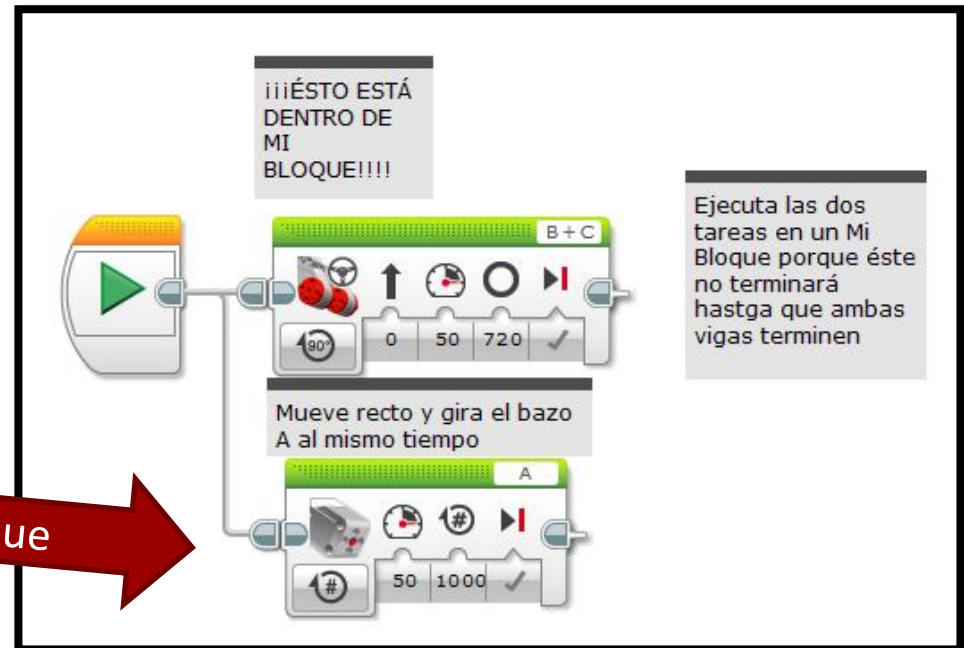 ¡¡¡ÉSTO ESTÁ
DENTRO DE
MI
BLOQUE!!!!
B+C
90°
0 50 720
Ejecuta las dos
tareas en un Mi
Bloque porque éste
no terminará
hastga que ambas
vigas terminen
Mueve recto y gira el bazo
A al mismo tiempo
A
#
#
50 1000
ue